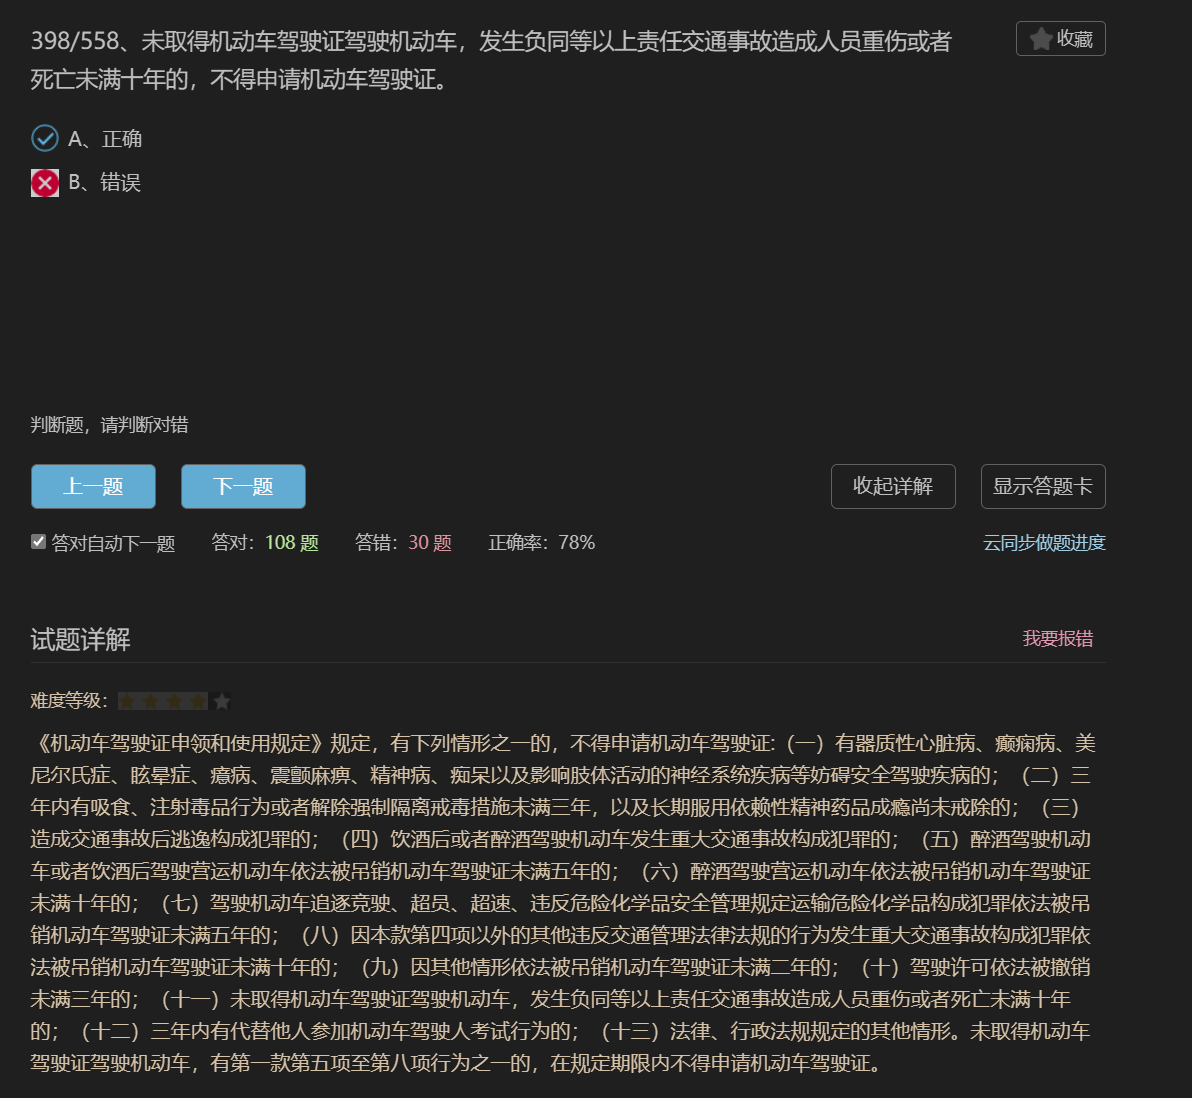 398/558、未取得机动车驾驶证驾驶机动车，发生负同等以上责任交通事故造成人员重伤或者
死亡未满十年的，不得申请机动车驾驶证。
收藏
A、正确
B、错误
判断题，请判断对错
上一题 下一题 收起详解 显示答题卡
答对自动下一题 答对：108 题 答错：30 题 正确率：78% 云同步做题进度
试题详解 我要报错
难度等级：
《机动车驾驶证申领和使用规定》规定，有下列情形之一的，不得申请机动车驾驶证:（一）有器质性心脏病、癫痫病、美
尼尔氏症、眩晕症、癔病、震颤麻痹、精神病、痴呆以及影响肢体活动的神经系统疾病等妨碍安全驾驶疾病的；（二）三
年内有吸食、注射毒品行为或者解除强制隔离戒毒措施未满三年，以及长期服用依赖性精神药品成瘾尚未戒除的；（三）
造成交通事故后逃逸构成犯罪的；（四）饮酒后或者醉酒驾驶机动车发生重大交通事故构成犯罪的；（五）醉酒驾驶机动
车或者饮酒后驾驶营运机动车依法被吊销机动车驾驶证未满五年的；（六）醉酒驾驶营运机动车依法被吊销机动车驾驶证
未满十年的；（七）驾驶机动车追逐竞驶、超员、超速、违反危险化学品安全管理规定运输危险化学品构成犯罪依法被吊
销机动车驾驶证未满五年的；（八）因本款第四项以外的其他违反交通管理法律法规的行为发生重大交通事故构成犯罪依
法被吊销机动车驾驶证未满十年的；（九）因其他情形依法被吊销机动车驾驶证未满二年的；（十）驾驶许可依法被撤销
未满三年的；（十一）未取得机动车驾驶证驾驶机动车，发生负同等以上责任交通事故造成人员重伤或者死亡未满十年
的；（十二）三年内有代替他人参加机动车驾驶人考试行为的；（十三）法律、行政法规规定的其他情形。未取得机动车
驾驶证驾驶机动车，有第一款第五项至第八项行为之一的，在规定期限内不得申请机动车驾驶证。